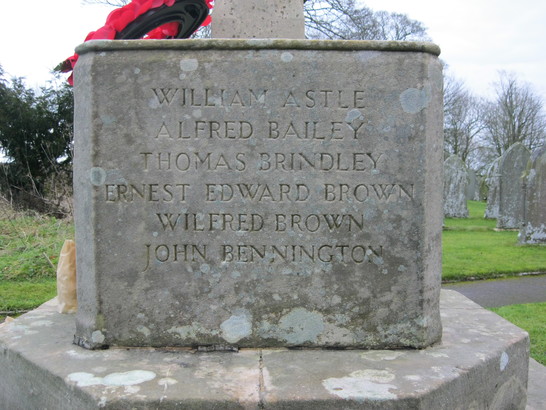 WILLIAM ASTLE
ALFRED BAILEY
THOMAS BRINDLEY
ERNEST EDWARD BROWN
WILFRED BROWN
JOHN BENNINGTON